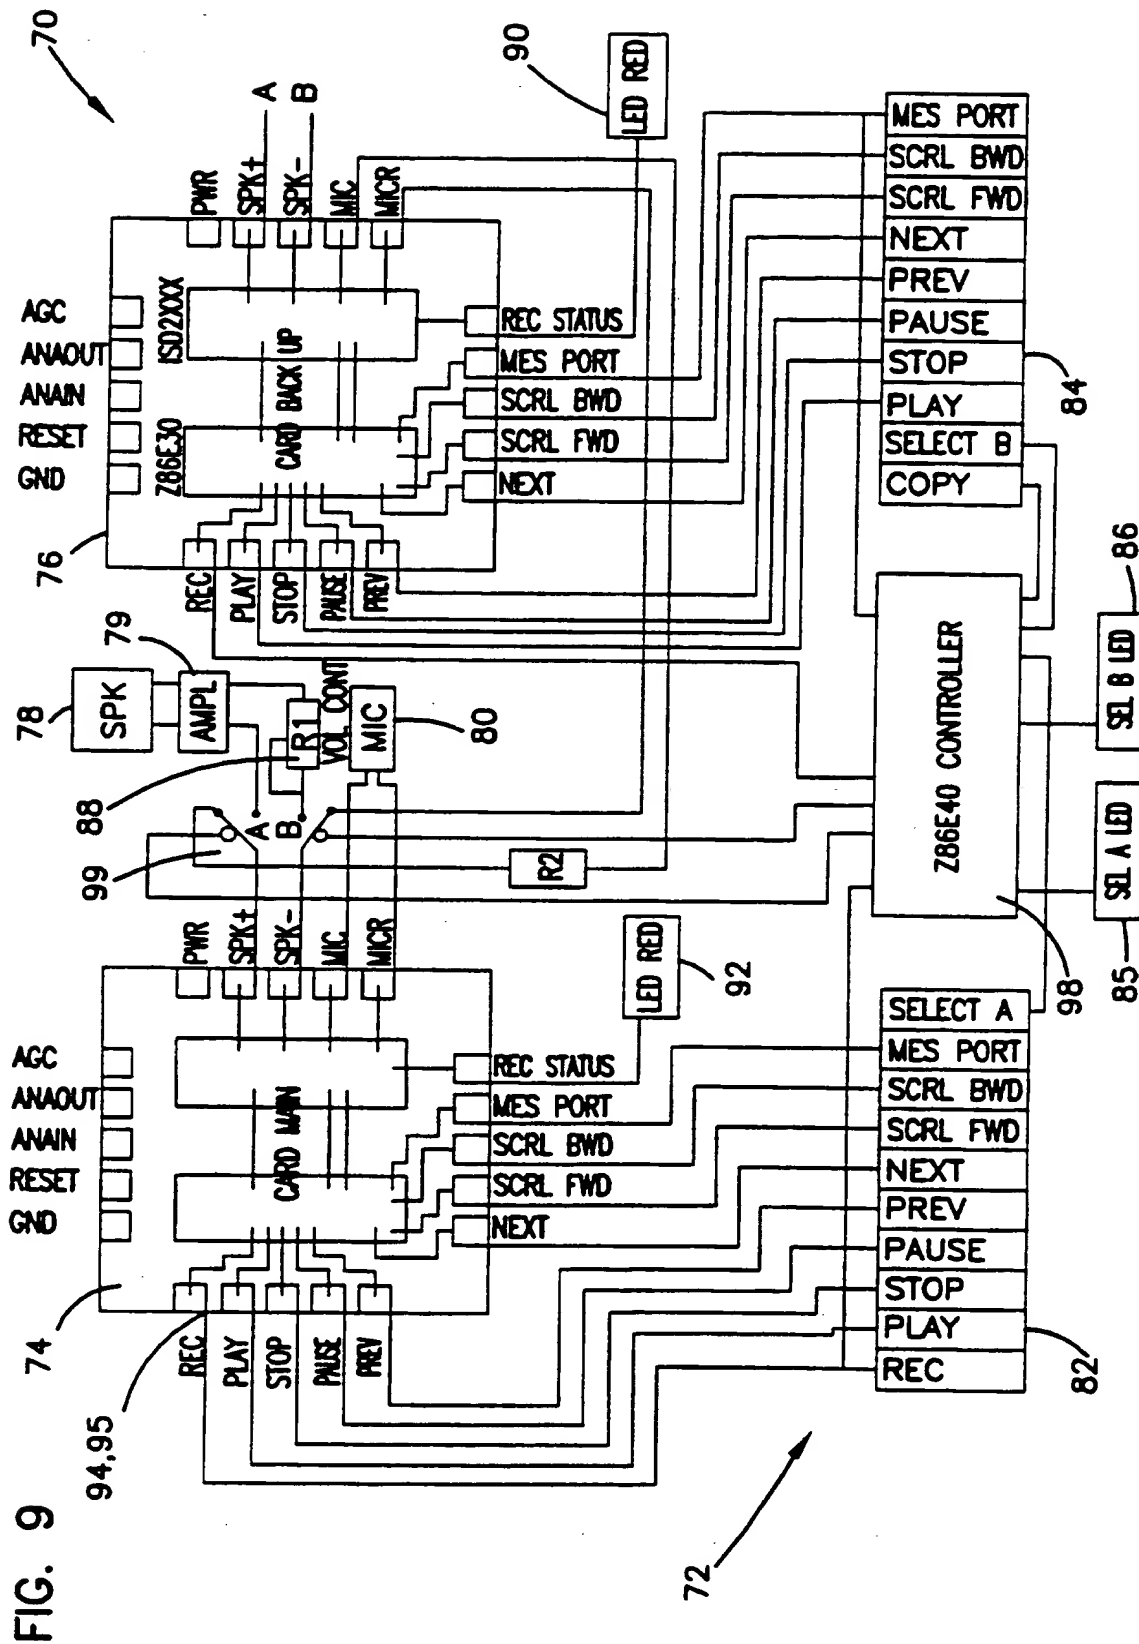 FIG. 9
70
72
74
94,95
GND
RESET
ANAIN
ANAOUT
AGC
CARD MAIN
REC
PLAY
STOP
PAUSE
PREV
PWR
SPK+
SPK-
MIC
MICR
NEXT
SCRL FWD
SCRL BWD
MES PORT
REC STATUS
LED RED
92
99
A
B
88
R1
VOL CONT
78
SPK
79
AMPL
MIC
80
R2
76
GND
RESET
ANAIN
ANAOUT
AGC
Z86E30
ISD2XXX
CARD BACK UP
REC
PLAY
STOP
PAUSE
PREV
PWR
SPK+
SPK-
MIC
MICR
A
B
NEXT
SCRL FWD
SCRL BWD
MES PORT
REC STATUS
LED RED
90
REC
PLAY
STOP
PAUSE
PREV
NEXT
SCRL FWD
SCRL BWD
MES PORT
SELECT A
82
Z86E40 CONTROLLER
98
SEL A LED
85
SEL B LED
86
COPY
SELECT B
PLAY
STOP
PAUSE
PREV
NEXT
SCRL FWD
SCRL BWD
MES PORT
84